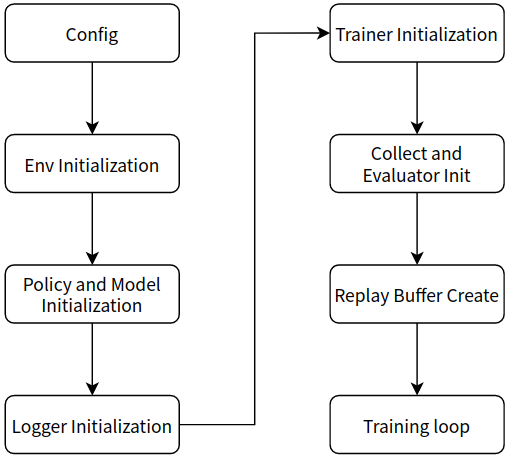 Config
Env Initialization
Policy and Model
Initialization
Logger Initialization
Trainer Initialization
Collect and
Evaluator Init
Replay Buffer Create
Training loop